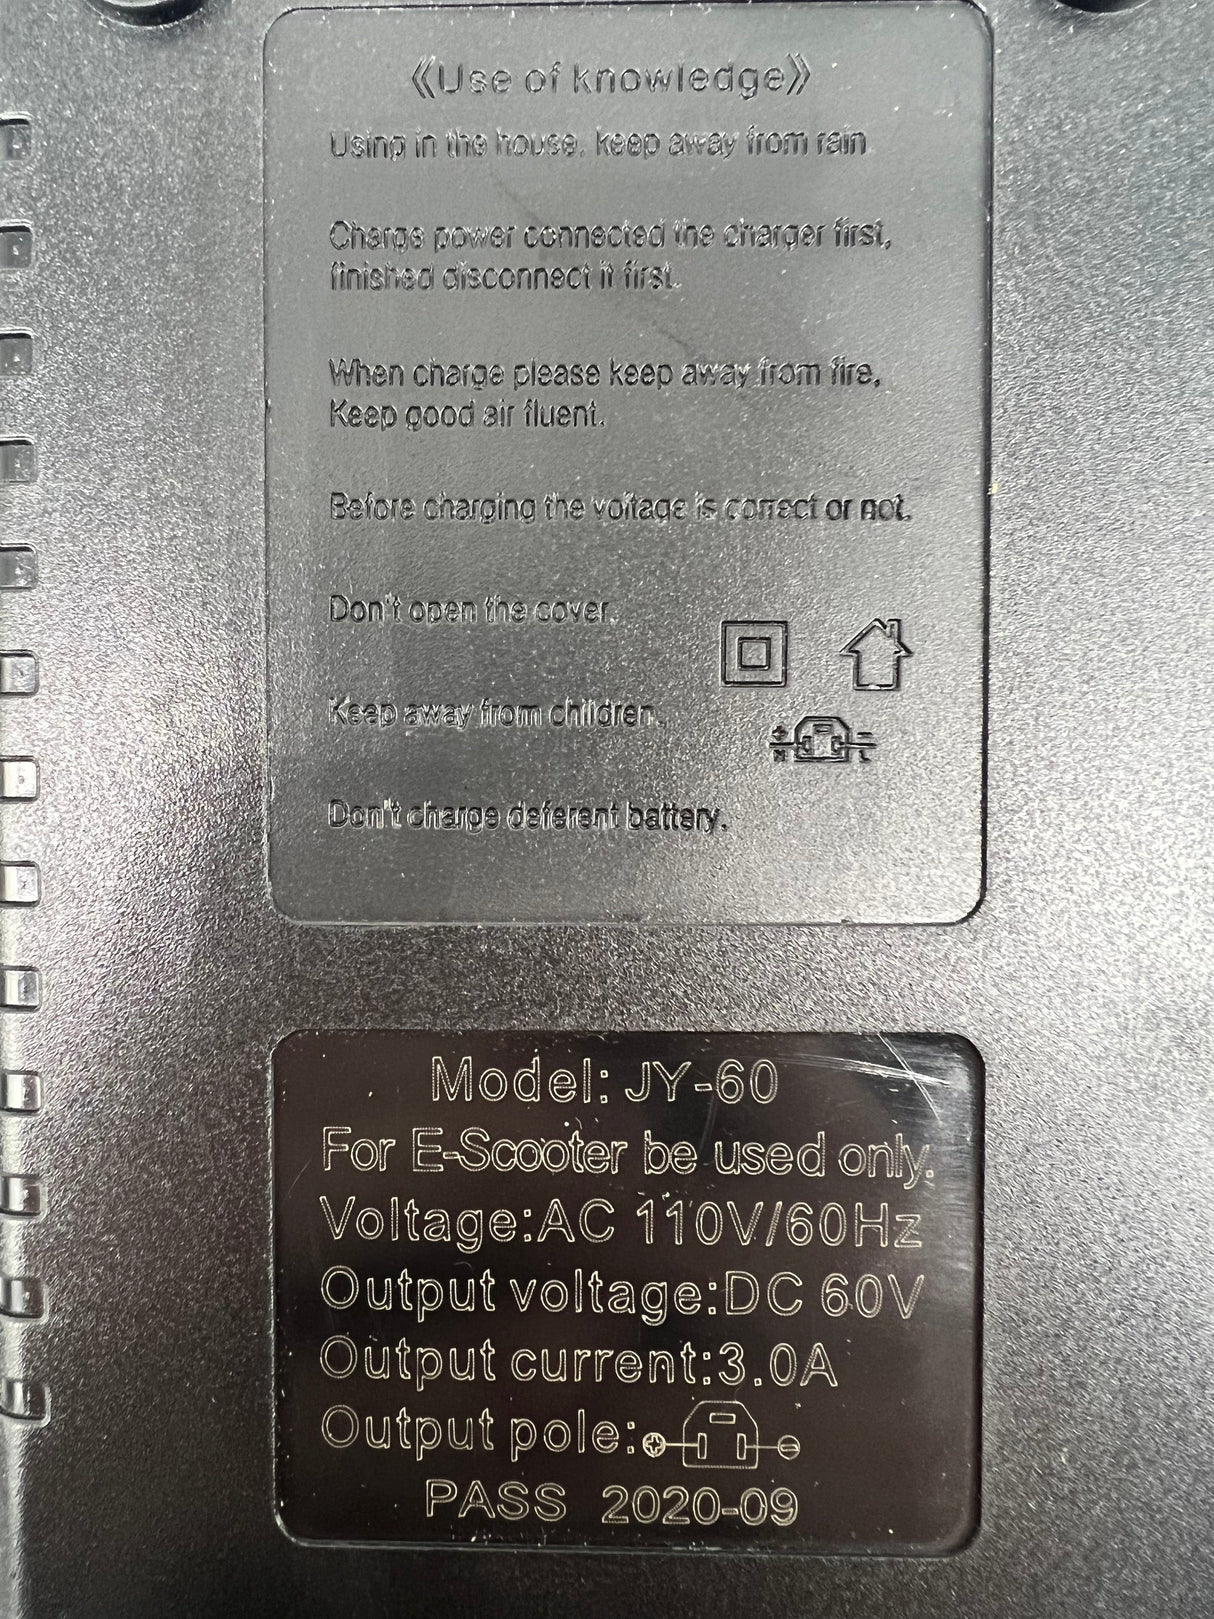 《Use of knowledge》
Using in the house, keep away from rain
Charge power connected the charger first,
finished disconnect it first.
When charge please keep away from fire,
Keep good air fluent.
Before charging the voltage is correct or not.
Don't open the cover.
Keep away from children.
+ −
N L
Don't charge deferent battery.
Model: JY-60
For E-Scooter be used only.
Voltage:AC 110V/60Hz
Output voltage:DC 60V
Output current:3.0A
Output pole:+ −
PASS 2020-09